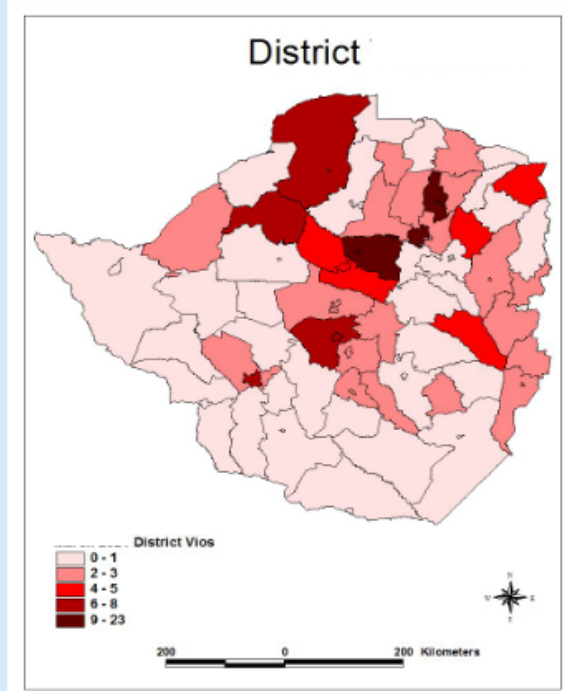 District
District Vios
0 - 1
2 - 3
4 - 5
6 - 8
9 - 23
N
W E
200 0 200 Kilometers